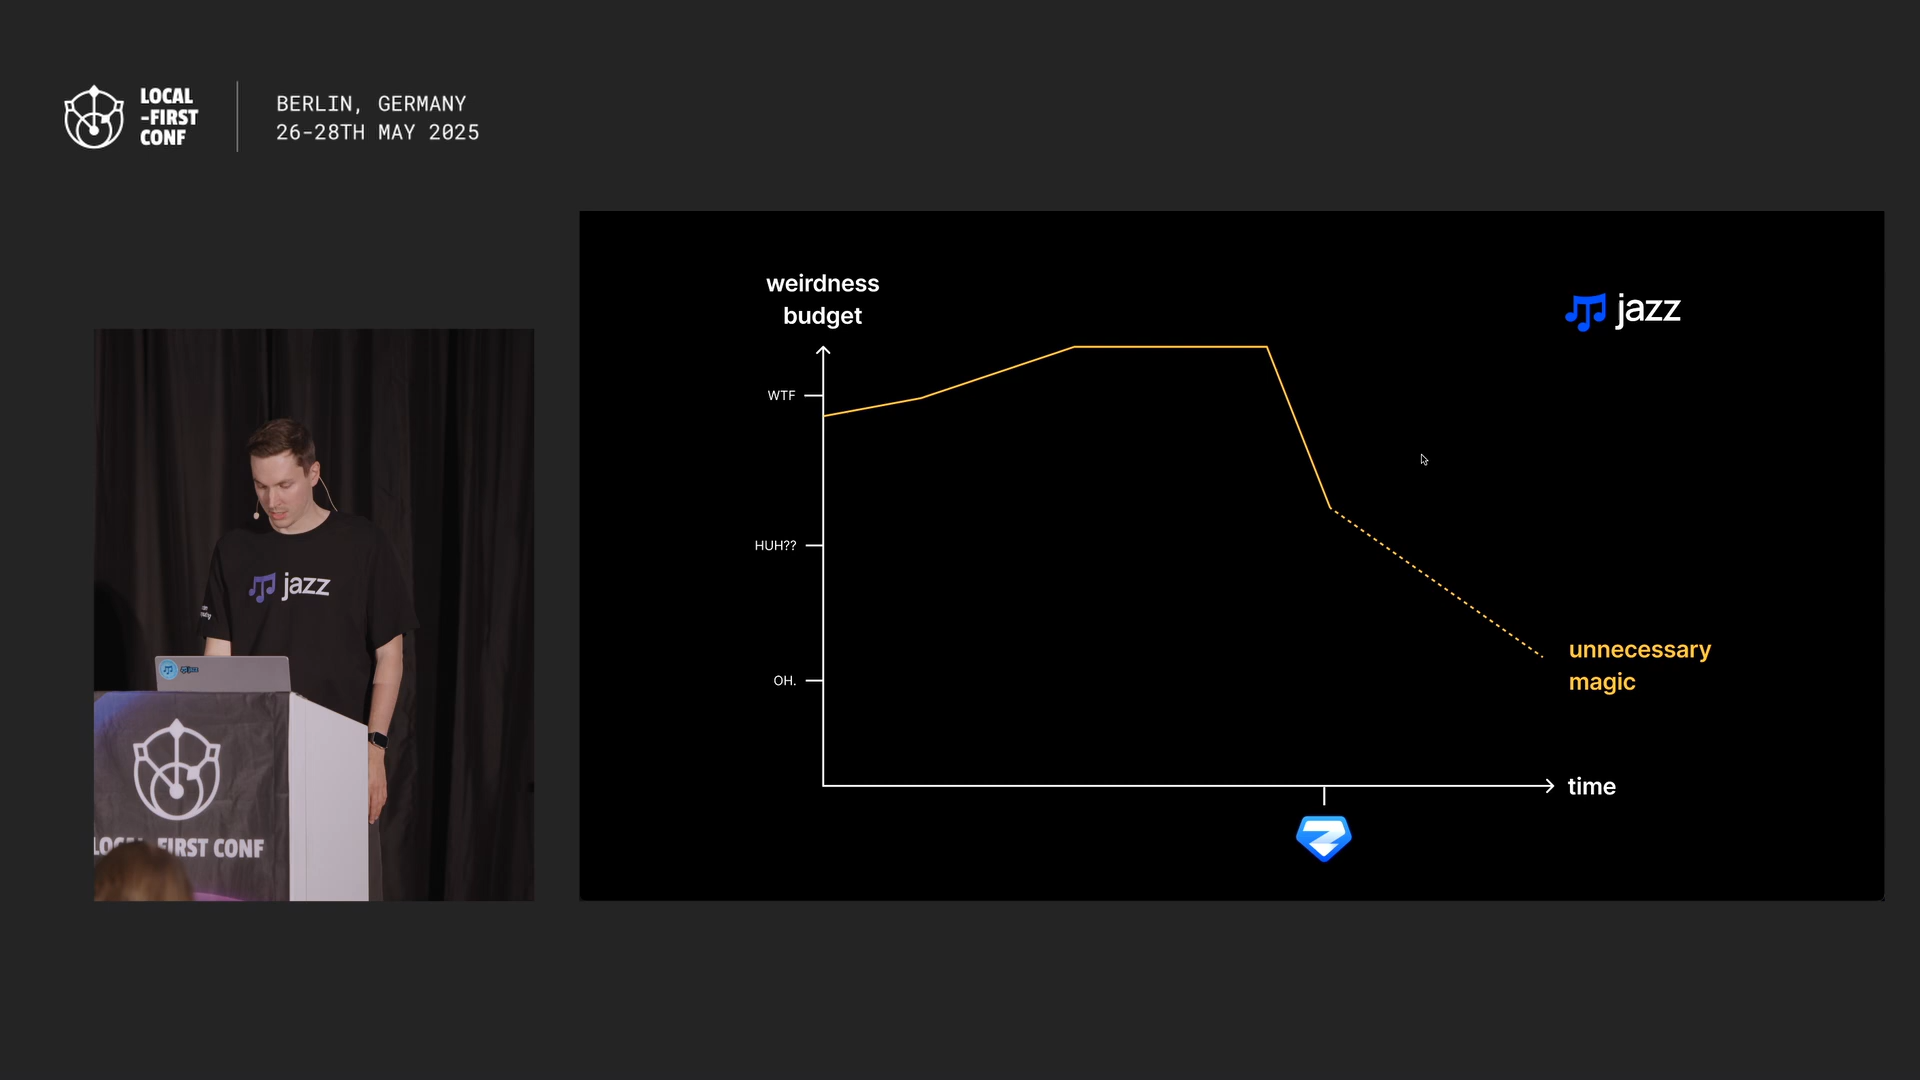 LOCAL
-FIRST
CONF
BERLIN, GERMANY
26-28TH MAY 2025
weirdness
budget
jazz
WTF
HUH??
OH.
unnecessary
magic
time
jazz
LOCAL-FIRST CONF